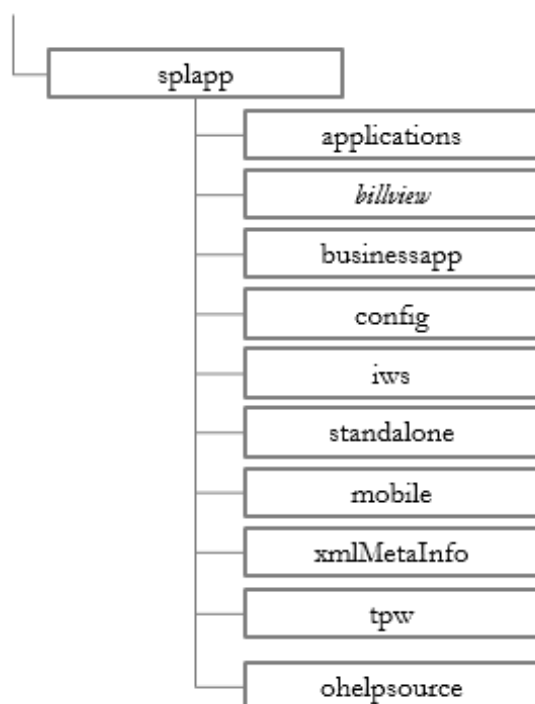 splapp
applications
billview
businessapp
config
iws
standalone
mobile
xmlMetaInfo
tpw
ohelpsource